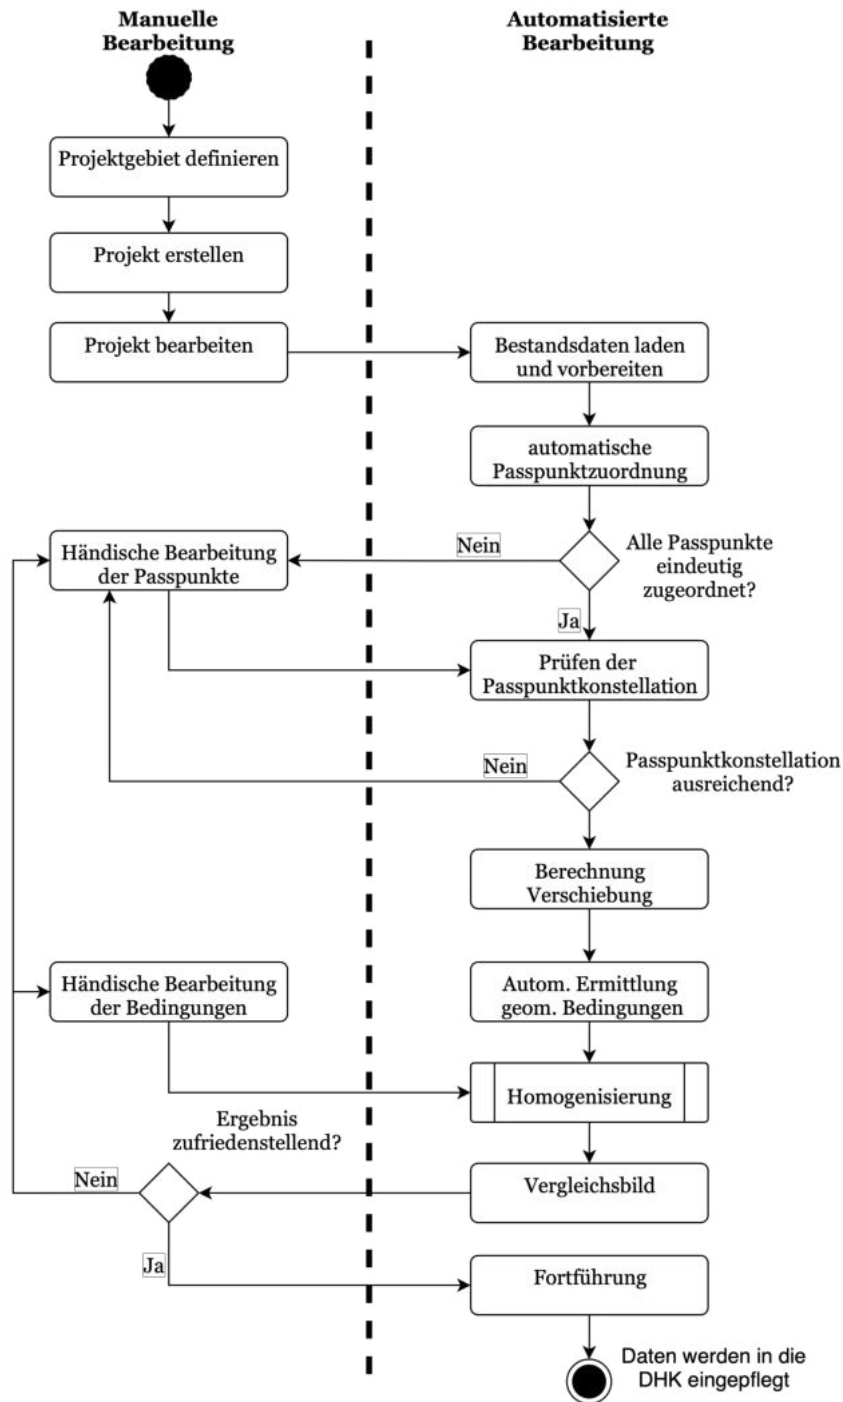 Manuelle
Bearbeitung
Automatisierte
Bearbeitung
Projektgebiet definieren
Projekt erstellen
Projekt bearbeiten
Bestandsdaten laden
und vorbereiten
automatische
Passpunktzuordnung
Nein
Alle Passpunkte
eindeutig
zugeordnet?
Händische Bearbeitung
der Passpunkte
Ja
Prüfen der
Passpunktkonstellation
Nein
Passpunktkonstellation
ausreichend?
Berechnung
Verschiebung
Händische Bearbeitung
der Bedingungen
Autom. Ermittlung
geom. Bedingungen
Homogenisierung
Ergebnis
zufriedenstellend?
Nein
Vergleichsbild
Ja
Fortführung
Daten werden in die
DHK eingepflegt